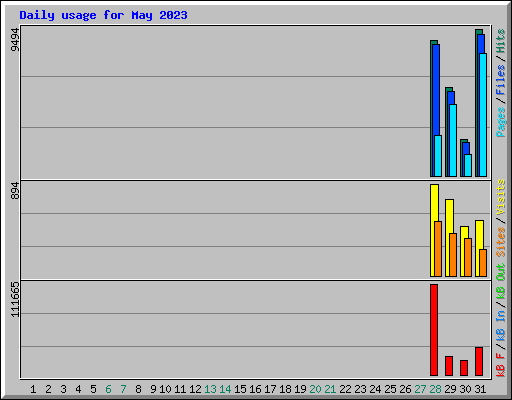 Daily usage for May 2023
9494
894
111665
Pages / Files / Hits
Sites / Visits
kB F / kB In / kB Out
1 2 3 4 5 6 7 8 9 10 11 12 13 14 15 16 17 18 19 20 21 22 23 24 25 26 27 28 29 30 31